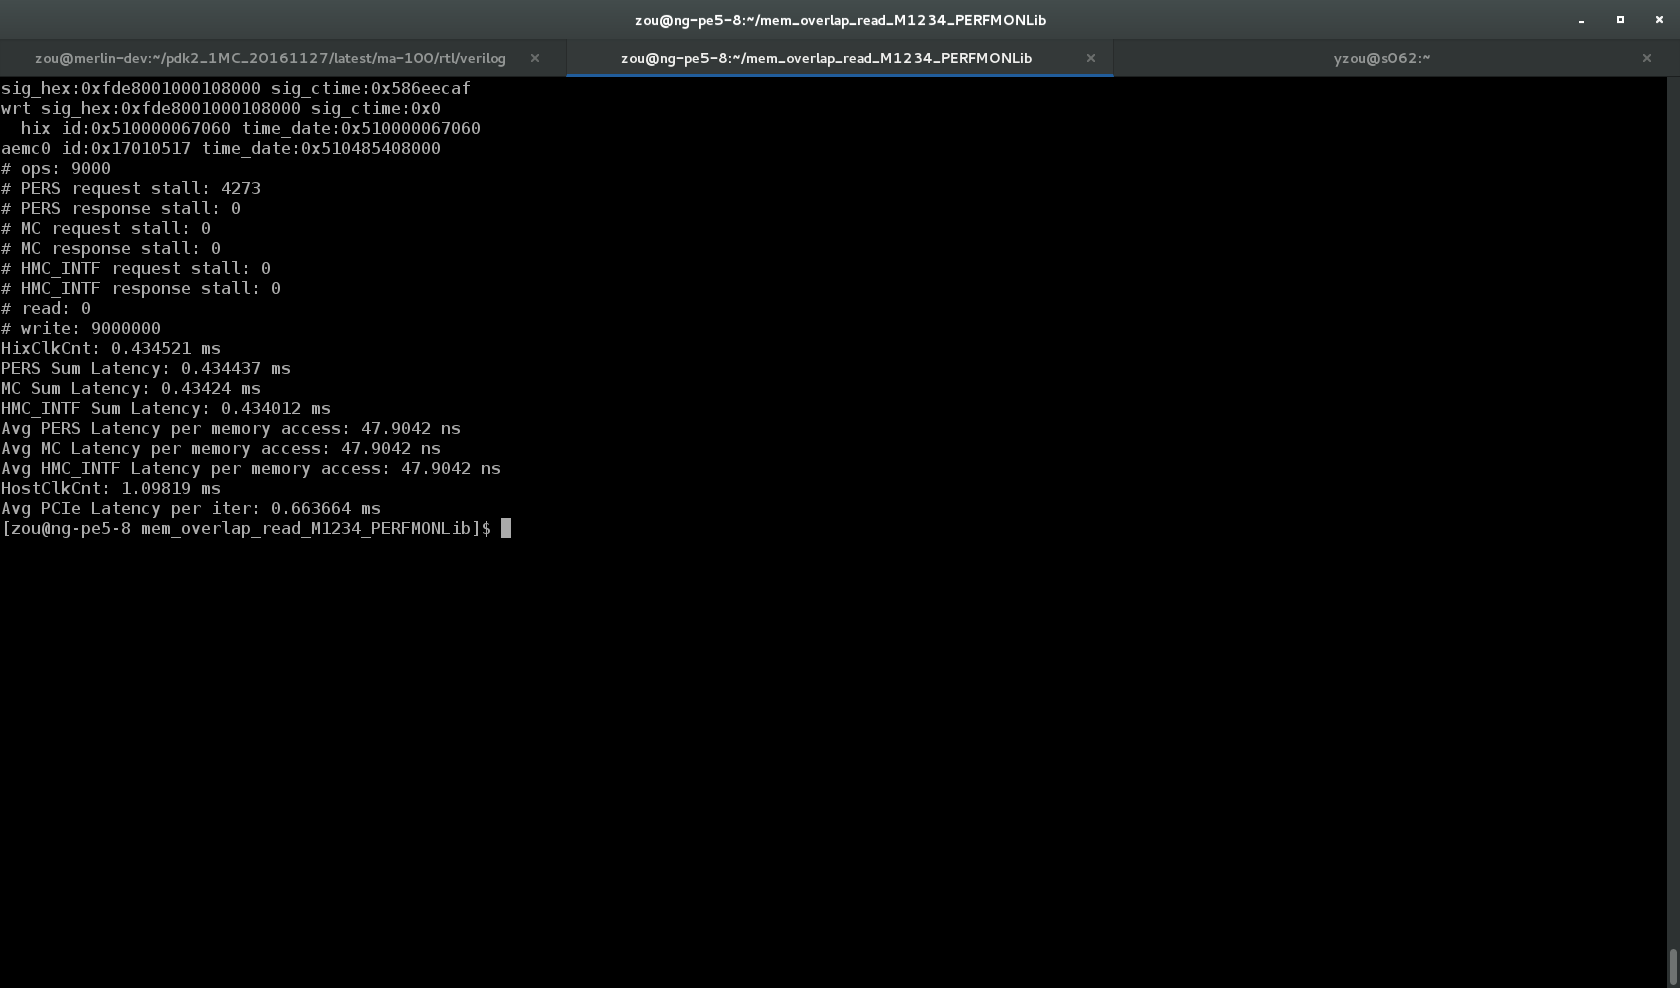 zou@ng-pe5-8:~/mem_overlap_read_M1234_PERFMONLib
zou@merlin-dev:~/pdk2_1MC_20161127/latest/ma-100/rtl/verilog
zou@ng-pe5-8:~/mem_overlap_read_M1234_PERFMONLib
yzou@s062:~
sig_hex:0xfde8001000108000 sig_ctime:0x586eecaf
wrt sig_hex:0xfde8001000108000 sig_ctime:0x0
  hix id:0x510000067060 time_date:0x510000067060
aemc0 id:0x17010517 time_date:0x510485408000
# ops: 9000
# PERS request stall: 4273
# PERS response stall: 0
# MC request stall: 0
# MC response stall: 0
# HMC_INTF request stall: 0
# HMC_INTF response stall: 0
# read: 0
# write: 9000000
HixClkCnt: 0.434521 ms
PERS Sum Latency: 0.434437 ms
MC Sum Latency: 0.43424 ms
HMC_INTF Sum Latency: 0.434012 ms
Avg PERS Latency per memory access: 47.9042 ns
Avg MC Latency per memory access: 47.9042 ns
Avg HMC_INTF Latency per memory access: 47.9042 ns
HostClkCnt: 1.09819 ms
Avg PCIe Latency per iter: 0.663664 ms
[zou@ng-pe5-8 mem_overlap_read_M1234_PERFMONLib]$